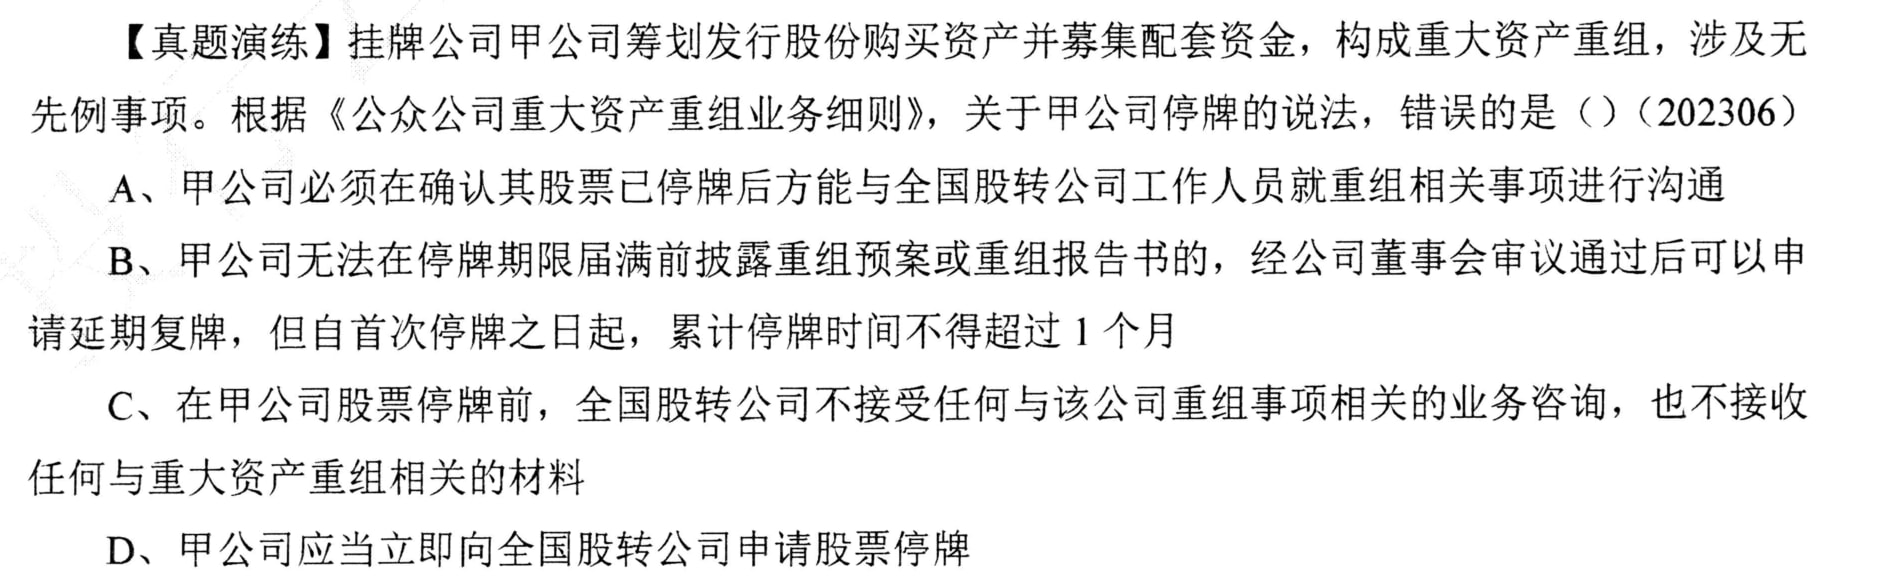 【真题演练】挂牌公司甲公司筹划发行股份购买资产并募集配套资金，构成重大资产重组，涉及无
先例事项。根据《公众公司重大资产重组业务细则》，关于甲公司停牌的说法，错误的是（）（202306）
A、甲公司必须在确认其股票已停牌后方能与全国股转公司工作人员就重组相关事项进行沟通
B、甲公司无法在停牌期限届满前披露重组预案或重组报告书的，经公司董事会审议通过后可以申
请延期复牌，但自首次停牌之日起，累计停牌时间不得超过 1 个月
C、在甲公司股票停牌前，全国股转公司不接受任何与该公司重组事项相关的业务咨询，也不接收
任何与重大资产重组相关的材料
D、甲公司应当立即向全国股转公司申请股票停牌